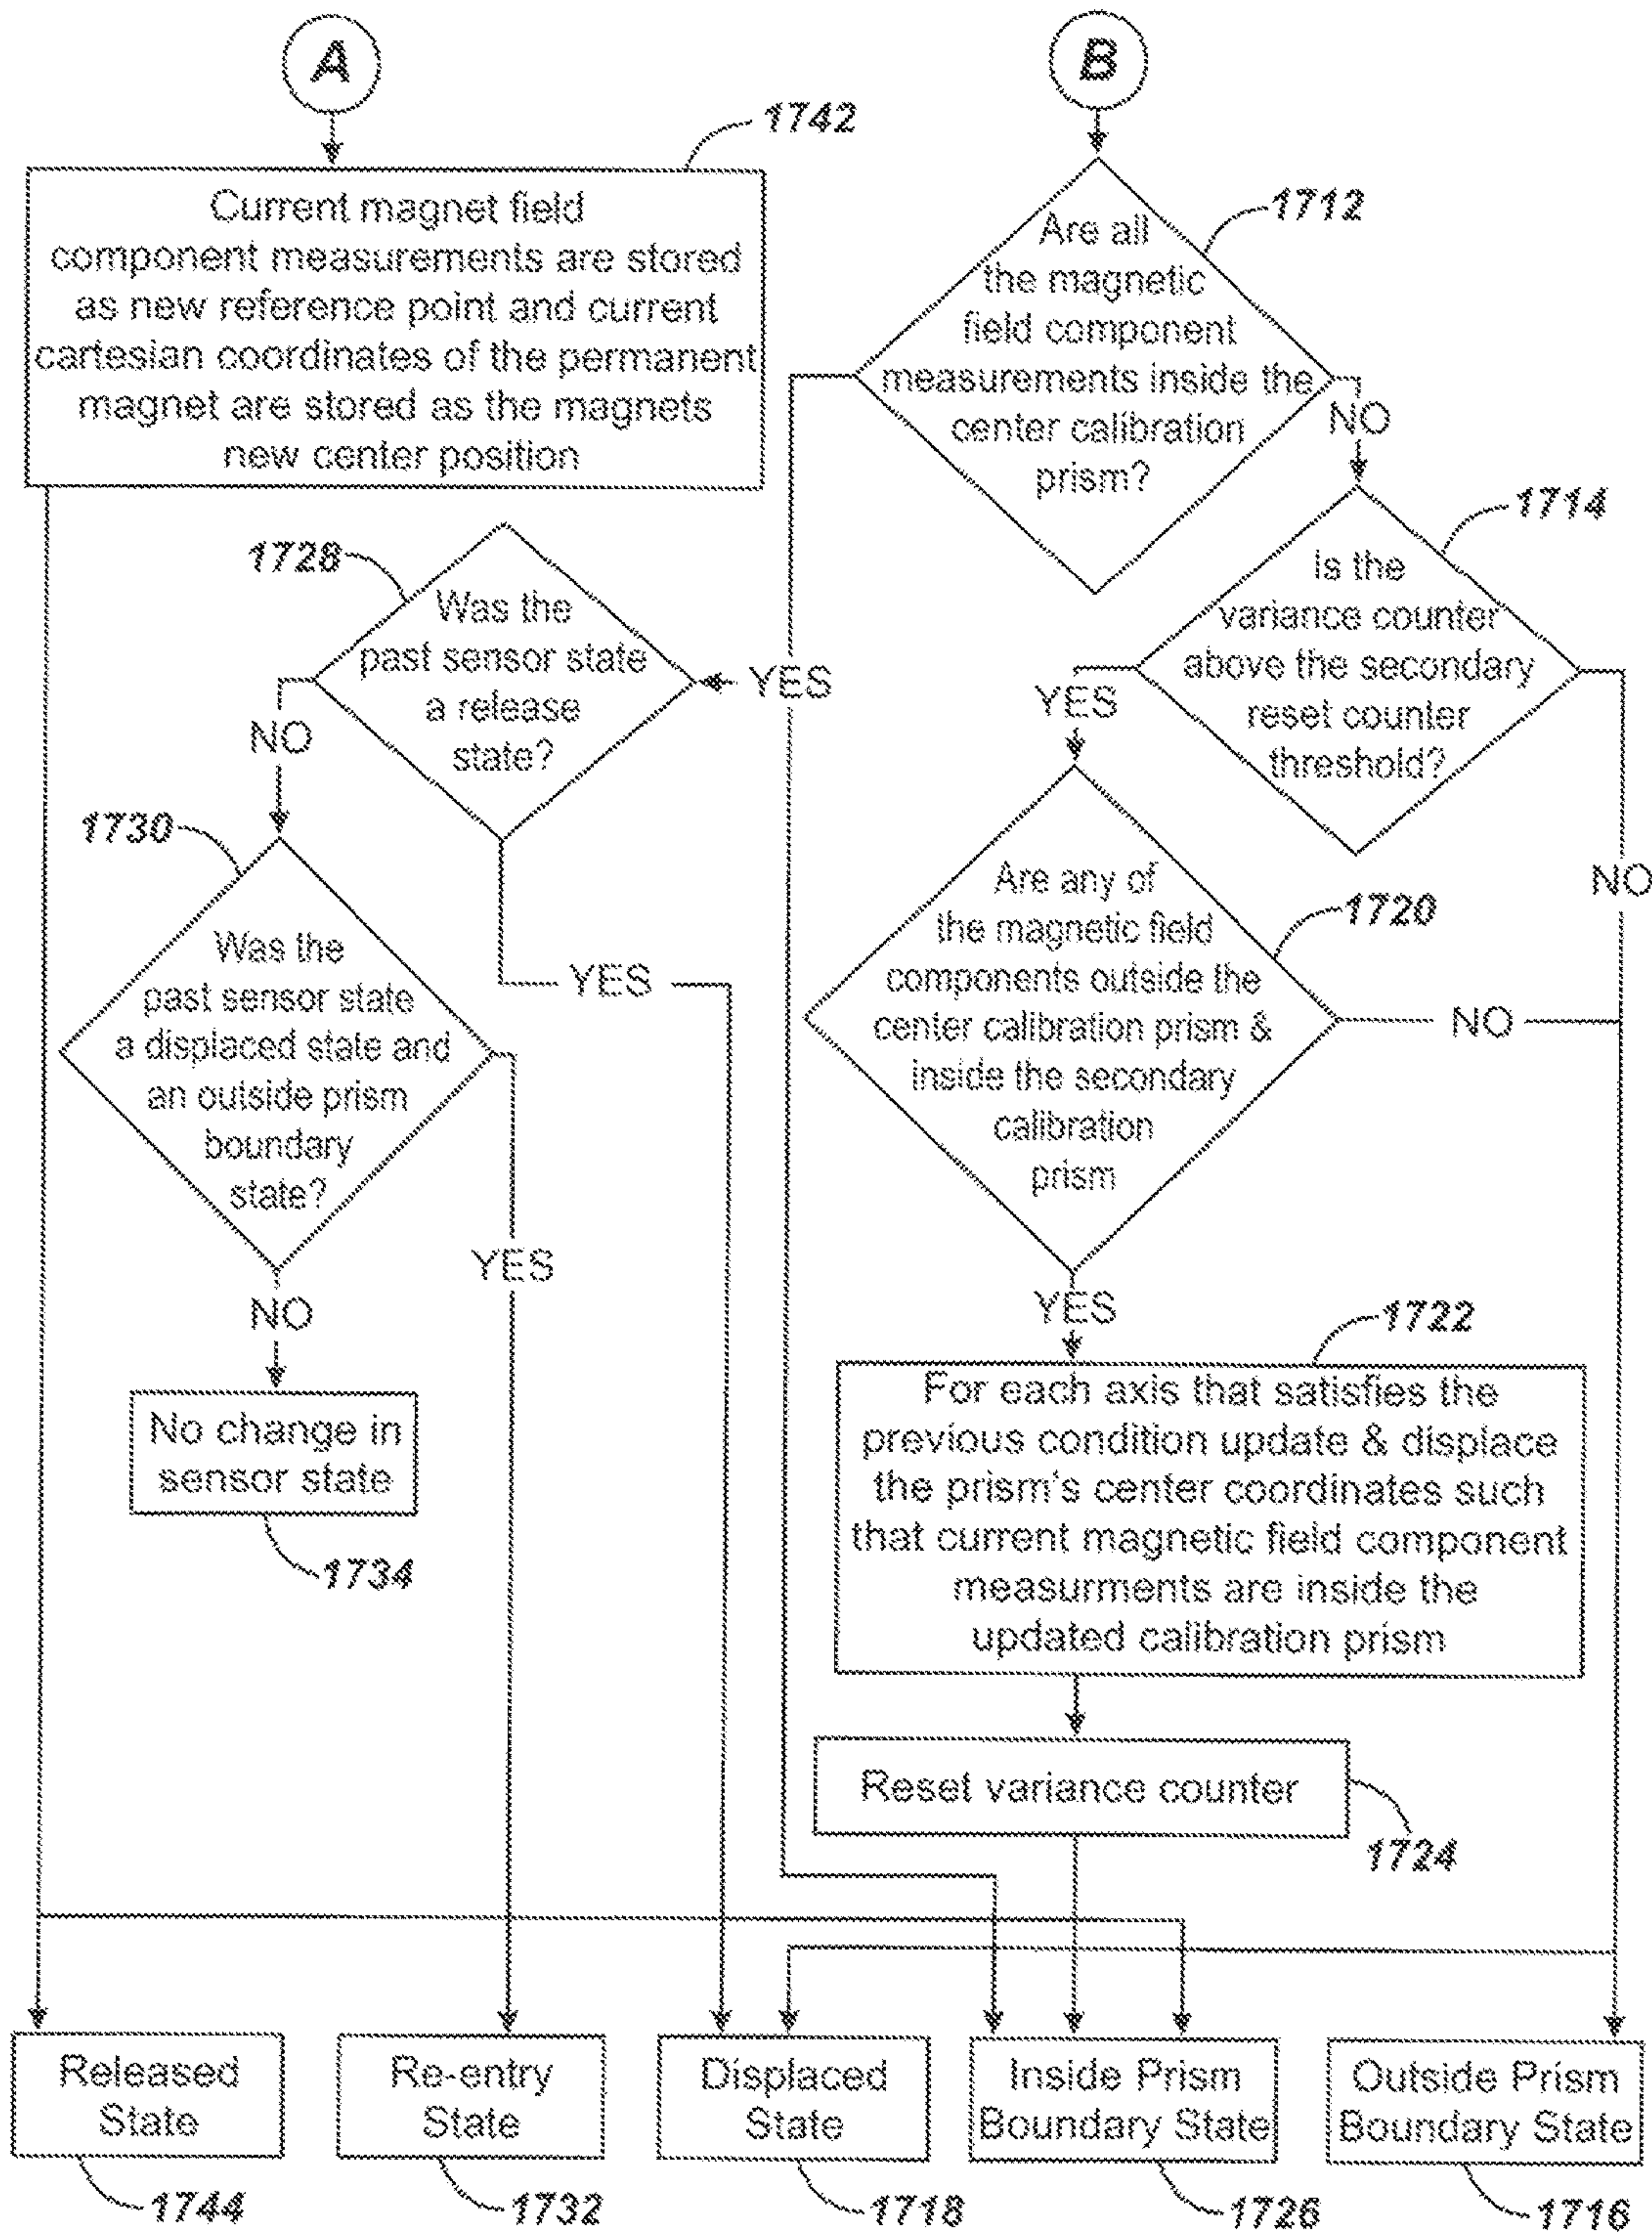 A
1742
Current magnet field
component measurements are stored
as new reference point and current
cartesian coordinates of the permanent
magnet are stored as the magnets
new center position
B
1712
Are all
the magnetic
field component
measurements inside the
center calibration
prism?
NO
1714
Is the
variance counter
above the secondary
reset counter
threshold?
YES
NO
1728
Was the
past sensor state
a release
state?
YES
NO
YES
1730
Was the
past sensor state
a displaced state and
an outside prism
boundary
state?
YES
NO
No change in
sensor state
1734
1720
Are any of
the magnetic field
components outside the
center calibration prism &
inside the secondary
calibration
prism
NO
YES
1722
For each axis that satisfies the
previous condition update & displace
the prism's center coordinates such
that current magnetic field component
measurments are inside the
updated calibration prism
Reset variance counter
1724
Released
State
1744
Re-entry
State
1732
Displaced
State
1718
Inside Prism
Boundary State
1726
Outside Prism
Boundary State
1716